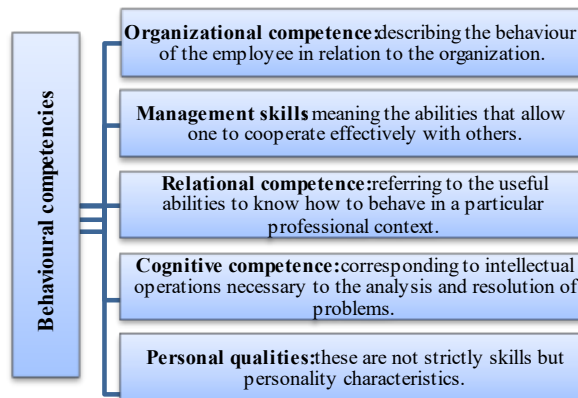 Behavioural competencies
Organizational competence:describing the behaviour
of the employee in relation to the organization.
Management skills meaning the abilities that allow
one to cooperate effectively with others.
Relational competence:referring to the useful
abilities to know how to behave in a particular
professional context.
Cognitive competence:corresponding to intellectual
operations necessary to the analysis and resolution of
problems.
Personal qualities:these are not strictly skills but
personality characteristics.